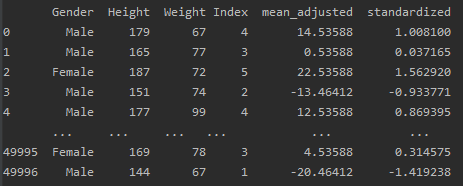 Gender Height Weight Index mean_adjusted standardized
0 Male 179 67 4 14.53588 1.008100
1 Male 165 77 3 0.53588 0.037165
2 Female 187 72 5 22.53588 1.562920
3 Male 151 74 2 -13.46412 -0.933771
4 Male 177 99 4 12.53588 0.869395
... ... ... ... ... ...
49995 Female 169 78 3 4.53588 0.314575
49996 Male 144 67 1 -20.46412 -1.419238